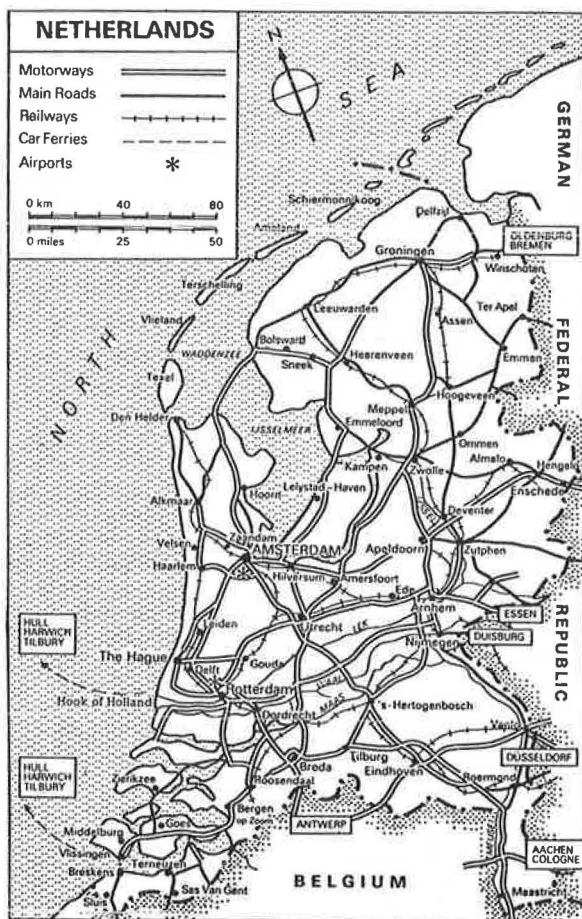 NETHERLANDS
Motorways
Main Roads
Railways
Car Ferries
Airports *
0 km 40 80
0 miles 25 50
N
SEA
GERMAN
Schiermonnikoog
Delfzijl
Ameland
OLDENBURG
BREMEN
Groningen
Winschoten
Terschelling
Leeuwarden
Assen
Ter Apel
Vlieland
Bolsward
WADDENZEE
Sneek
Heerenveen
Emmen
FEDERAL
Texel
Hoogeveen
Meppel
Den Helder
NORTH
IJSSELMEER
Emmeloord
Ommen
Kampen
Zwolle
Almelo
Hengelo
Lelystad-Haven
Enschede
Hoorn
Alkmaar
Deventer
Zaandam
Velsen
AMSTERDAM
Apeldoorn
Zutphen
Haarlem
Hilversum
Amersfoort
Ede
REPUBLIC
Arnhem
ESSEN
HULL
HARWICH
TILBURY
Leiden
Utrecht
LEK
Nijmegen
DUISBURG
The Hague
Delft
Gouda
WAAL
Rotterdam
Hook of Holland
MAAS
's-Hertogenbosch
Dordrecht
Venlo
HULL
HARWICH
TILBURY
Breda
Tilburg
DÜSSELDORF
Zierikzee
Roosendaal
Eindhoven
Roermond
Bergen
op Zoom
Goes
ANTWERP
Middelburg
Vlissingen
AACHEN
COLOGNE
Breskens
Terneuzen
Sluis
Sas Van Gent
BELGIUM
Maastricht